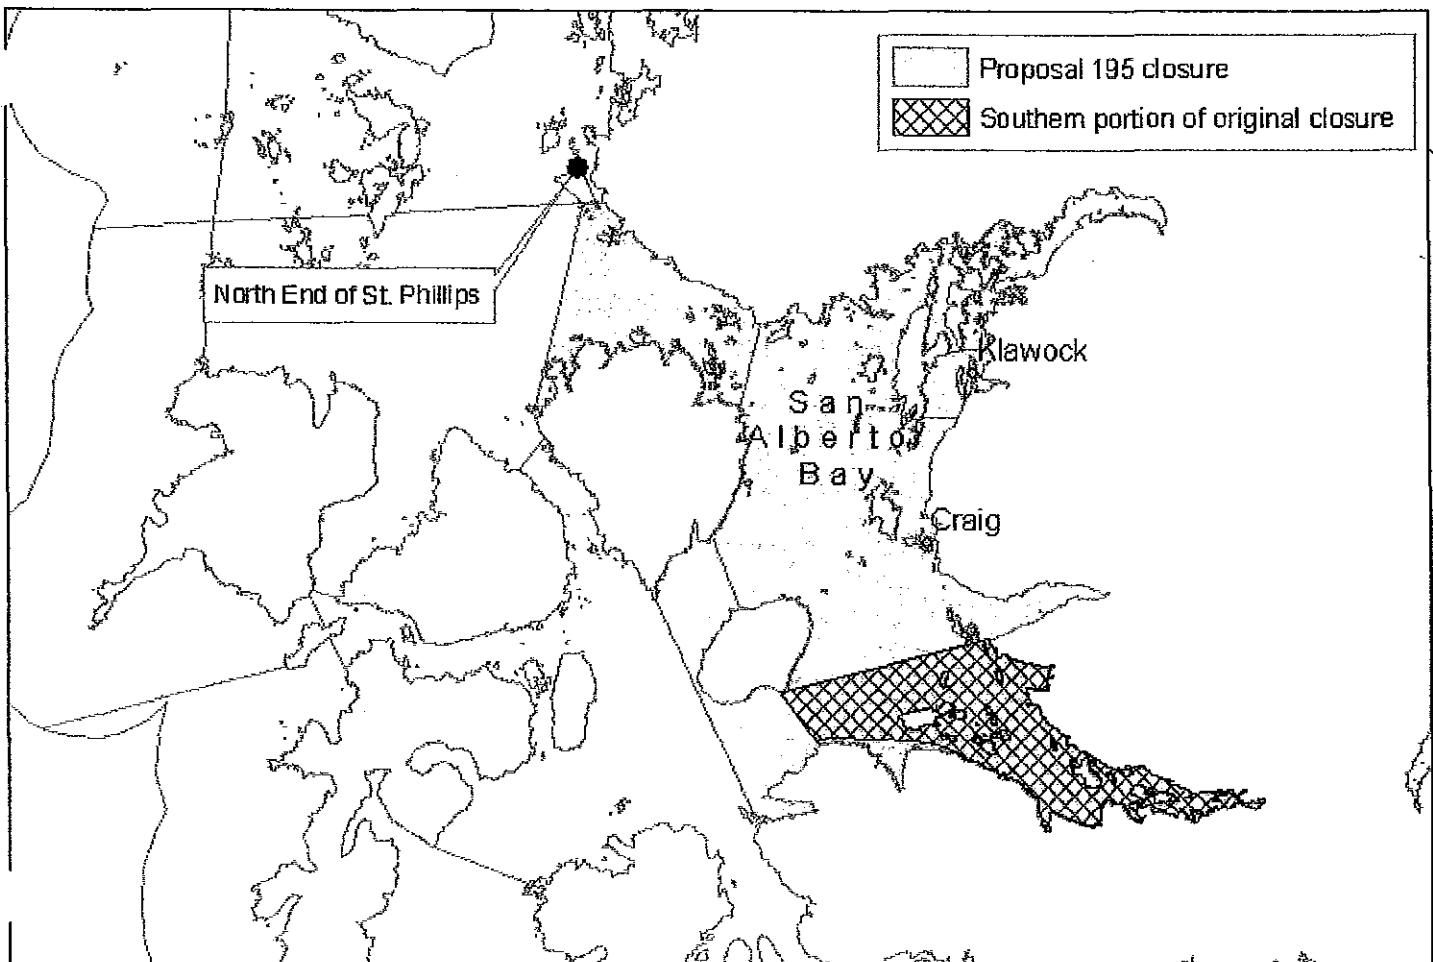 Proposal 195 closure
Southern portion of original closure
North End of St. Phillips
Klawock
San
Alberto
Bay
Craig